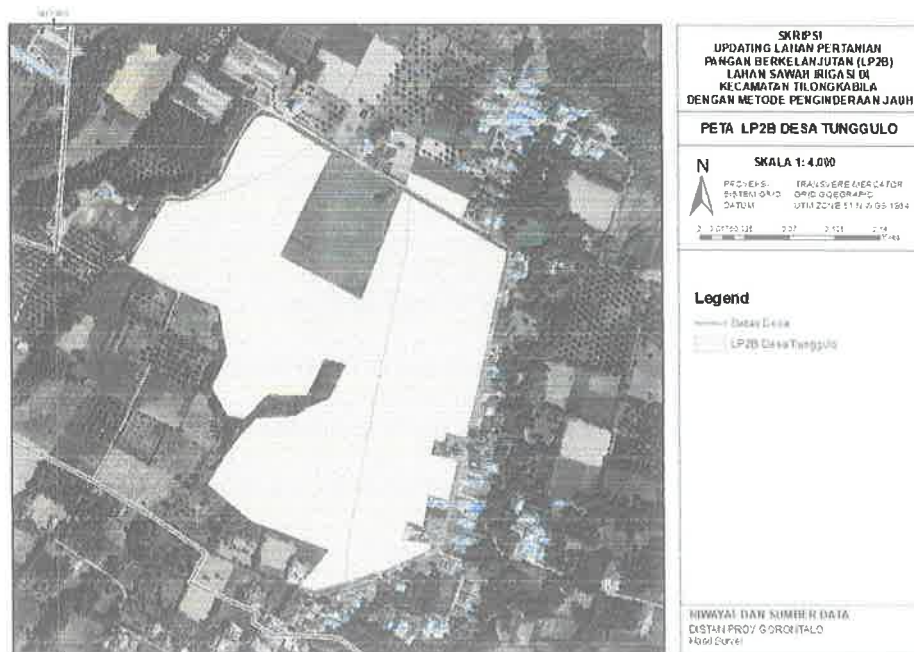 SKRIPSI
UPDATING LAHAN PERTANIAN
PANGAN BERKELANJUTAN (LP2B)
LAHAN SAWAH IRIGASI DI
KECAMATAN TILONGKABILA
DENGAN METODE PENGINDERAAN JAUH
PETA LP2B DESA TUNGGULO
N
SKALA 1: 4.000
PROYEKSI TRANSVERE MERCATOR
SISTEM GRID GRID GOEGRAFIC
DATUM UTM ZONE 51 N WGS 1984
Legend
Batas Desa
LP2B Desa Tunggulo
RIWAYAT DAN SUMBER DATA
DISTAN PROV GORONTALO
Hasil Survei